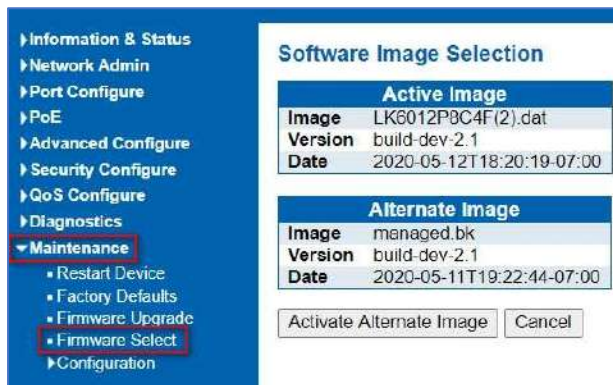 Information & Status
Network Admin
Port Configure
PoE
Advanced Configure
Security Configure
QoS Configure
Diagnostics
Maintenance
Restart Device
Factory Defaults
Firmware Upgrade
Firmware Select
Configuration
Software Image Selection
Active Image
Image LK6012P8C4F(2).dat
Version build-dev-2.1
Date 2020-05-12T18:20:19-07:00
Alternate Image
Image managed.bk
Version build-dev-2.1
Date 2020-05-11T19:22:44-07:00
Activate Alternate Image Cancel